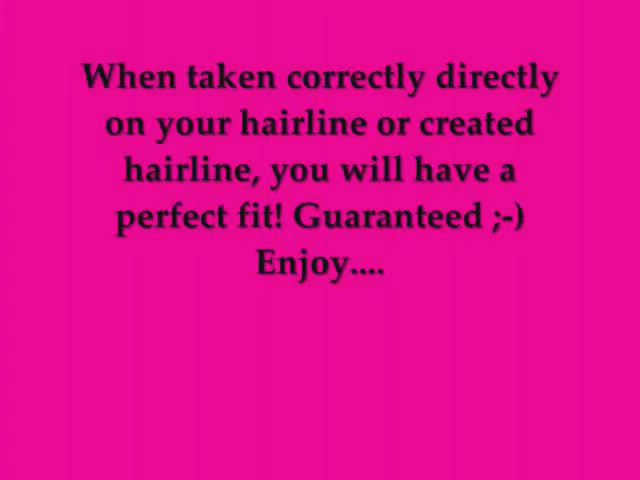 When taken correctly directly
on your hairline or created
hairline, you will have a
perfect fit! Guaranteed ;-)
Enjoy....